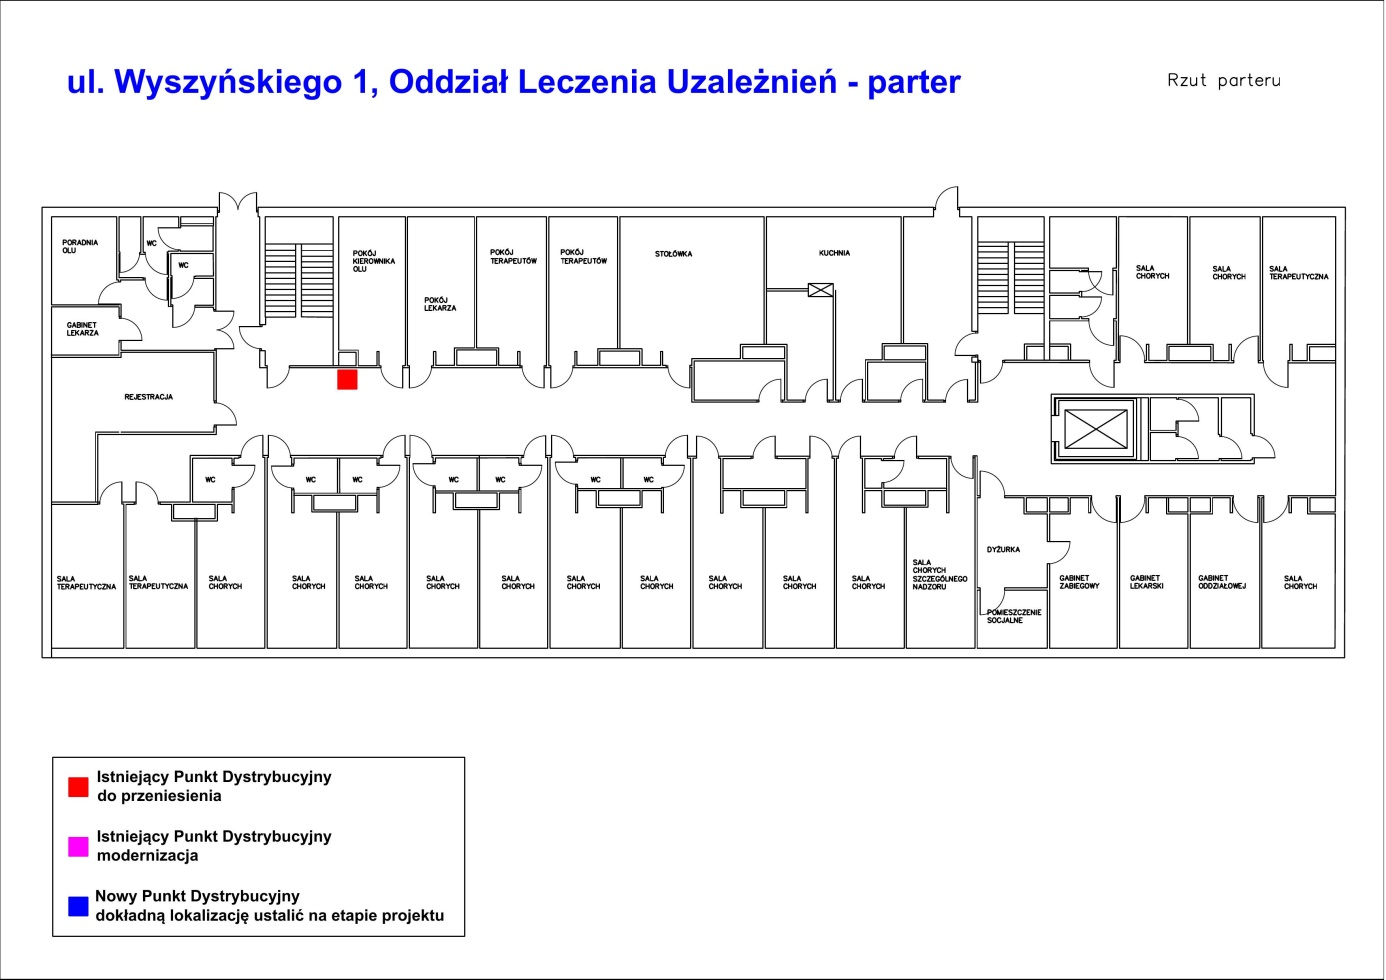 ul. Wyszyńskiego 1, Oddział Leczenia Uzależnień - parter
Rzut parteru
PORADNIA
OLU
WC
WC
POKÓJ
KIEROWNIKA
OLU
POKÓJ
LEKARZA
POKÓJ
TERAPEUTÓW
POKÓJ
TERAPEUTÓW
STOŁÓWKA
KUCHNIA
SALA
CHORYCH
SALA
CHORYCH
SALA
TERAPEUTYCZNA
GABINET
LEKARZA
REJESTRACJA
WC
WC
WC
WC
WC
WC
WC
SALA
TERAPEUTYCZNA
SALA
TERAPEUTYCZNA
SALA
CHORYCH
SALA
CHORYCH
SALA
CHORYCH
SALA
CHORYCH
SALA
CHORYCH
SALA
CHORYCH
SALA
CHORYCH
SALA
CHORYCH
SALA
CHORYCH
SALA
CHORYCH
SALA
CHORYCH
SZCZEGÓLNEGO
NADZORU
DYŻURKA
POMIESZCZENIE
SOCJALNE
GABINET
ZABIEGOWY
GABINET
LEKARSKI
GABINET
ODDZIAŁOWEJ
SALA
CHORYCH
Istniejący Punkt Dystrybucyjny
do przeniesienia
Istniejący Punkt Dystrybucyjny
modernizacja
Nowy Punkt Dystrybucyjny
dokładną lokalizację ustalić na etapie projektu